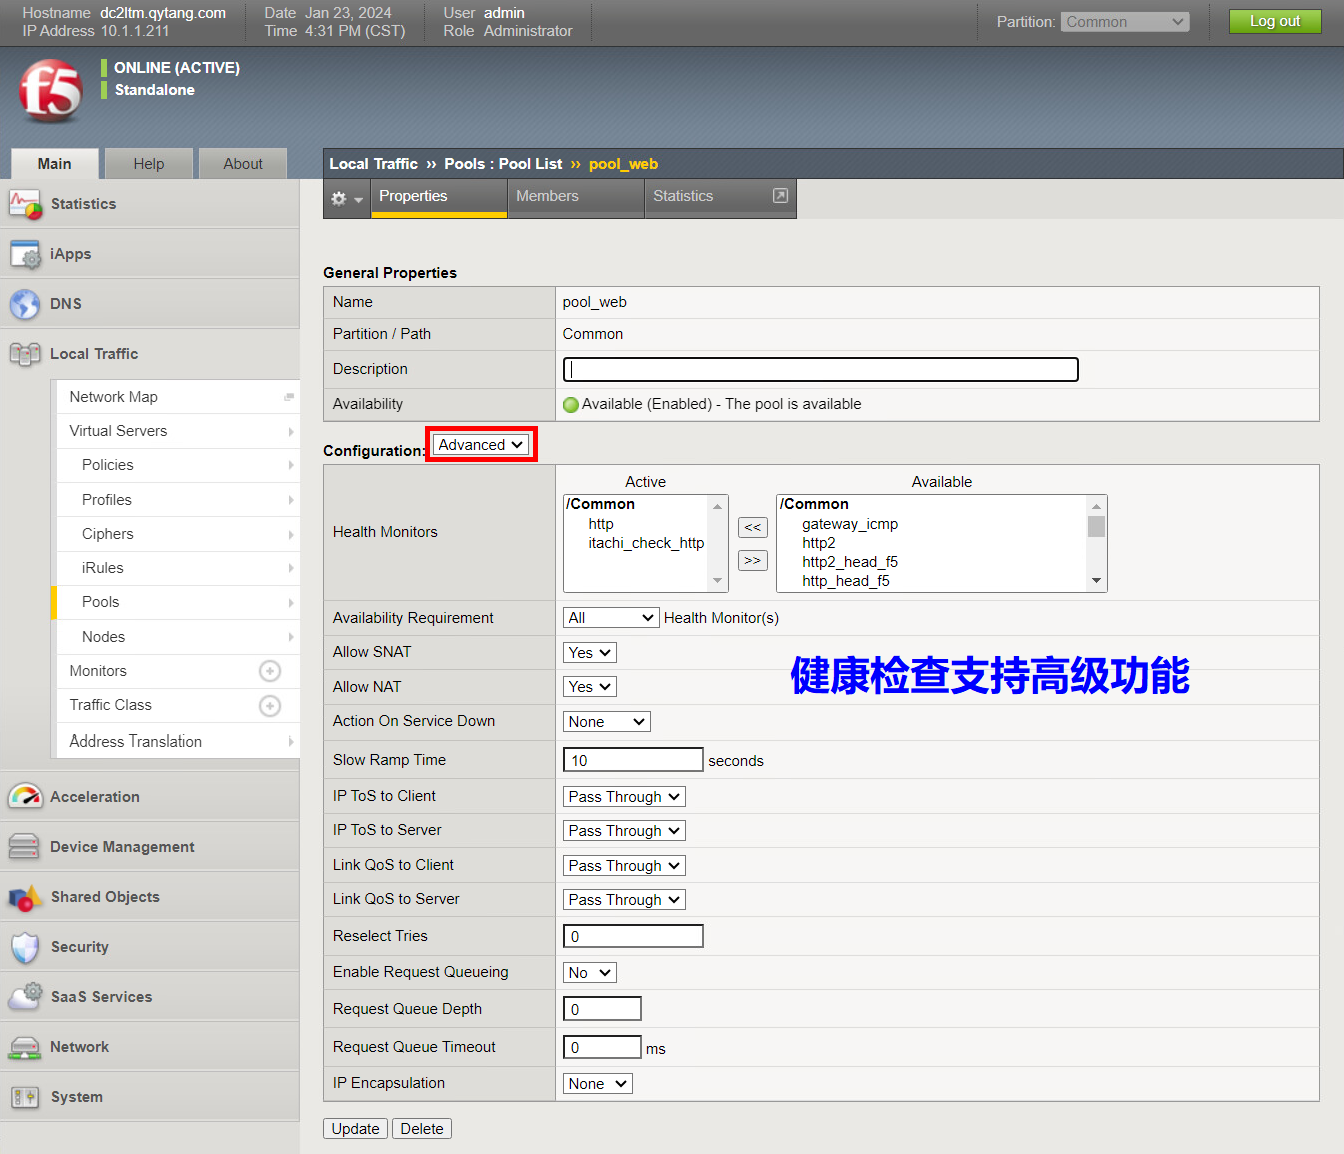 Hostname dc2ltm.qytang.com
IP Address 10.1.1.211
Date Jan 23, 2024
Time 4:31 PM (CST)
User admin
Role Administrator
Partition: Common
Log out
f5
ONLINE (ACTIVE)
Standalone
Main
Help
About
Local Traffic ›› Pools : Pool List ›› pool_web
Properties
Members
Statistics
Statistics
iApps
DNS
Local Traffic
Network Map
Virtual Servers
Policies
Profiles
Ciphers
iRules
Pools
Nodes
Monitors
Traffic Class
Address Translation
Acceleration
Device Management
Shared Objects
Security
SaaS Services
Network
System
General Properties
Name pool_web
Partition / Path Common
Description
Availability Available (Enabled) - The pool is available
Configuration: Advanced
Health Monitors
Active
/Common
http
itachi_check_http
<<
>>
Available
/Common
gateway_icmp
http2
http2_head_f5
http_head_f5
Availability Requirement All Health Monitor(s)
Allow SNAT Yes
Allow NAT Yes
健康检查支持高级功能
Action On Service Down None
Slow Ramp Time 10 seconds
IP ToS to Client Pass Through
IP ToS to Server Pass Through
Link QoS to Client Pass Through
Link QoS to Server Pass Through
Reselect Tries 0
Enable Request Queueing No
Request Queue Depth 0
Request Queue Timeout 0 ms
IP Encapsulation None
Update Delete